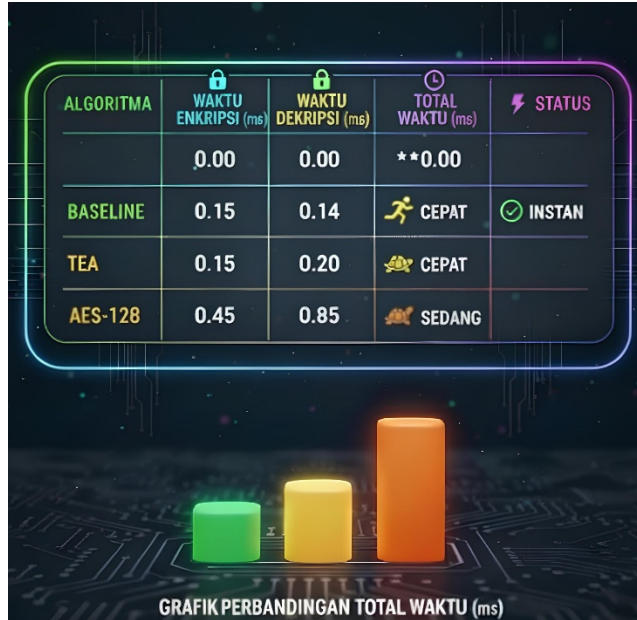 ALGORITMA
WAKTU
ENKRIPSI (ms)
WAKTU
DEKRIPSI (ms)
TOTAL
WAKTU (ms)
STATUS
0.00 0.00 **0.00
BASELINE 0.15 0.14 CEPAT INSTAN
TEA 0.15 0.20 CEPAT
AES-128 0.45 0.85 SEDANG
GRAFIK PERBANDINGAN TOTAL WAKTU (ms)